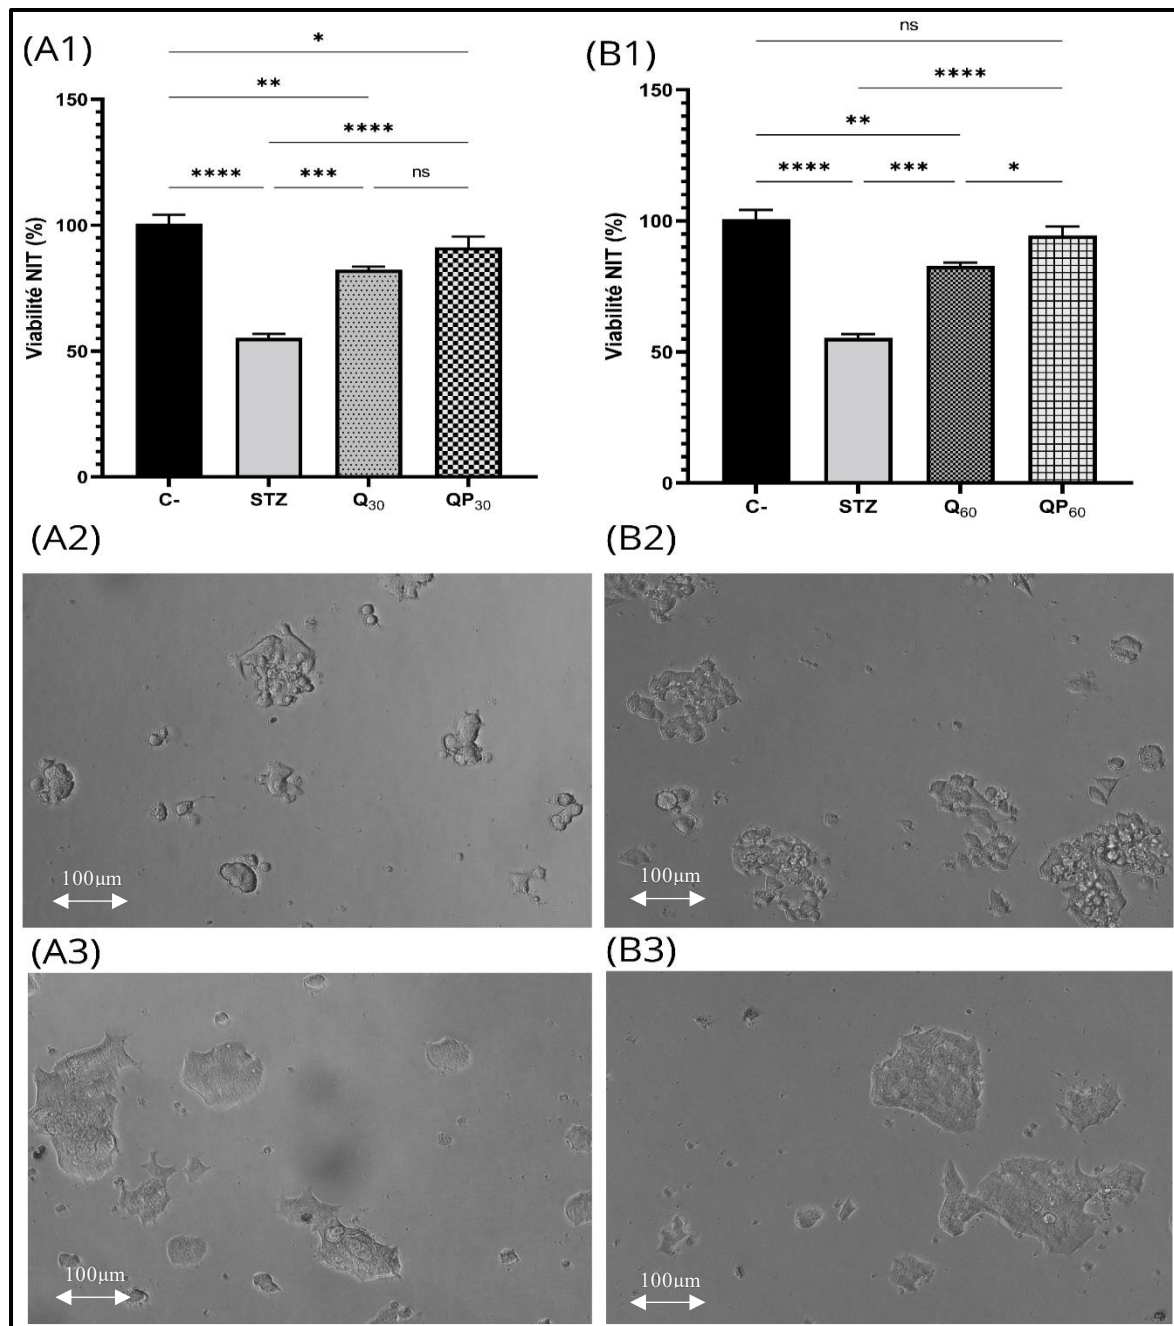 (A1)
*
**
****
**** *** ns
Viabilité NIT (%)
150
100
50
0
C- STZ Q₃₀ QP₃₀
(B1)
ns
****
**
**** *** *
Viabilité NIT (%)
150
100
50
0
C- STZ Q₆₀ QP₆₀
(A2)
100µm
(B2)
100µm
(A3)
100µm
(B3)
100µm